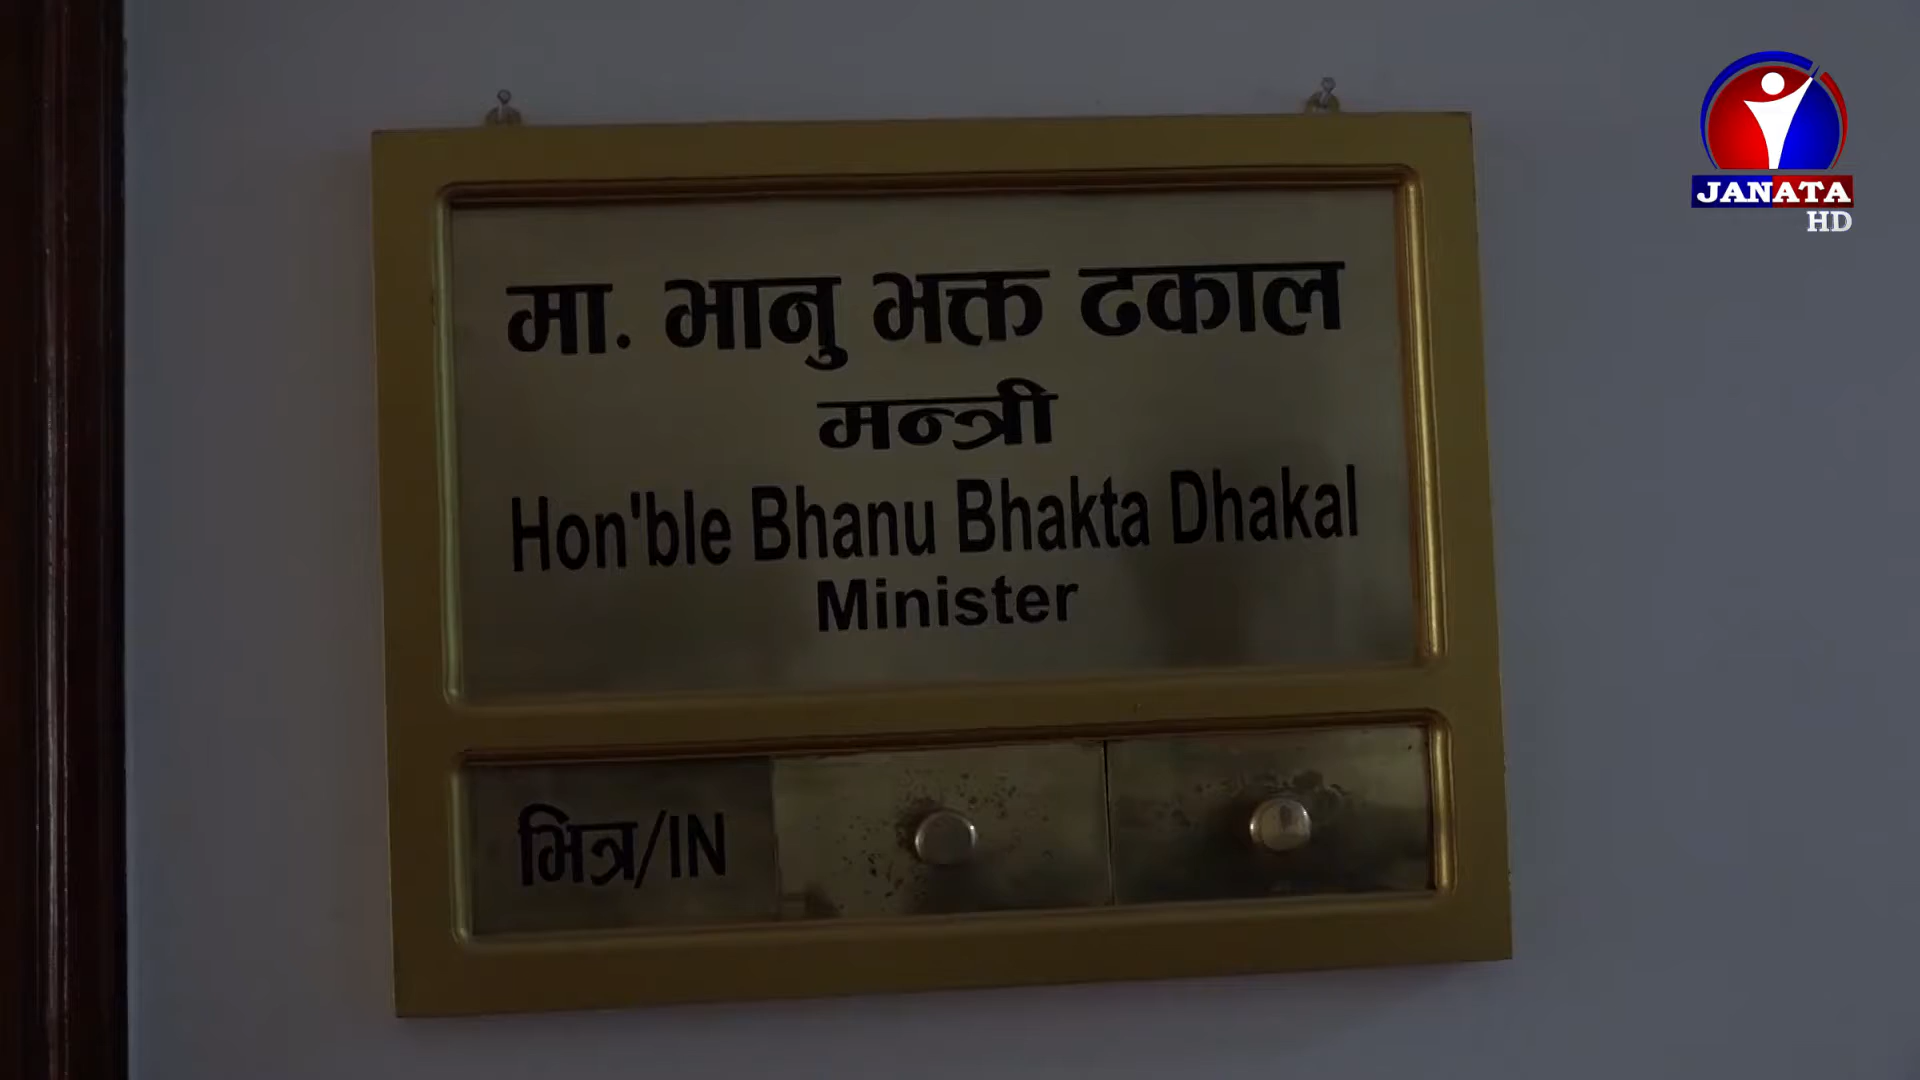 JANATA
HD
मा. भानु भक्त ढकाल
मन्त्री
Hon'ble Bhanu Bhakta Dhakal
Minister
भित्र/IN